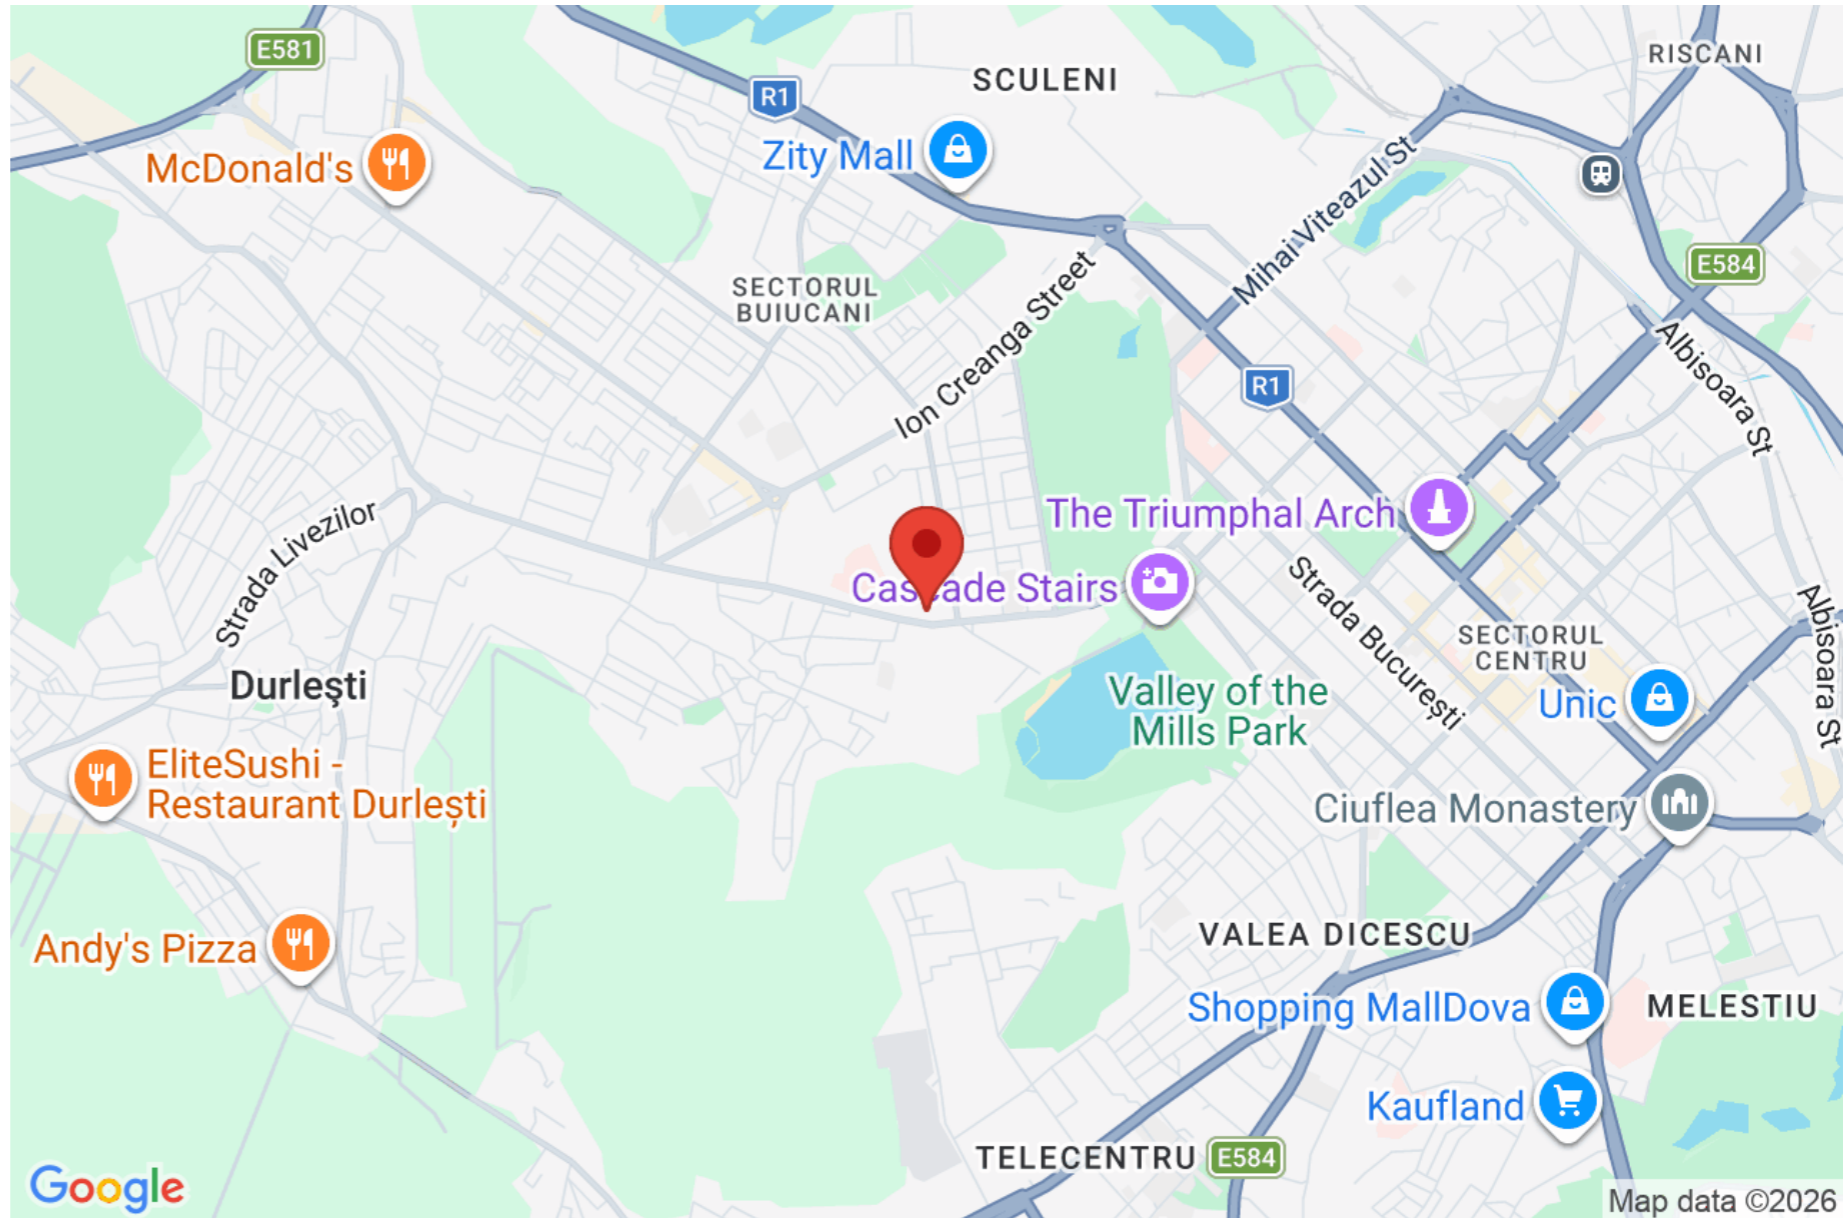 E581
SCULENI
RISCANI
R1
Zity Mall
McDonald's
Mihai Viteazul St
E584
SECTORUL
BUIUCANI
Ion Creanga Street
Albisoara St
R1
The Triumphal Arch
Strada Livezilor
Cascade Stairs
Strada București
Albisoara St
SECTORUL
CENTRU
Durleşti
Valley of the
Mills Park
Unic
EliteSushi -
Restaurant Durlești
Ciuflea Monastery
VALEA DICESCU
Andy's Pizza
Shopping MallDova
MELESTIU
Kaufland
TELECENTRU
E584
Google
Map data ©2026